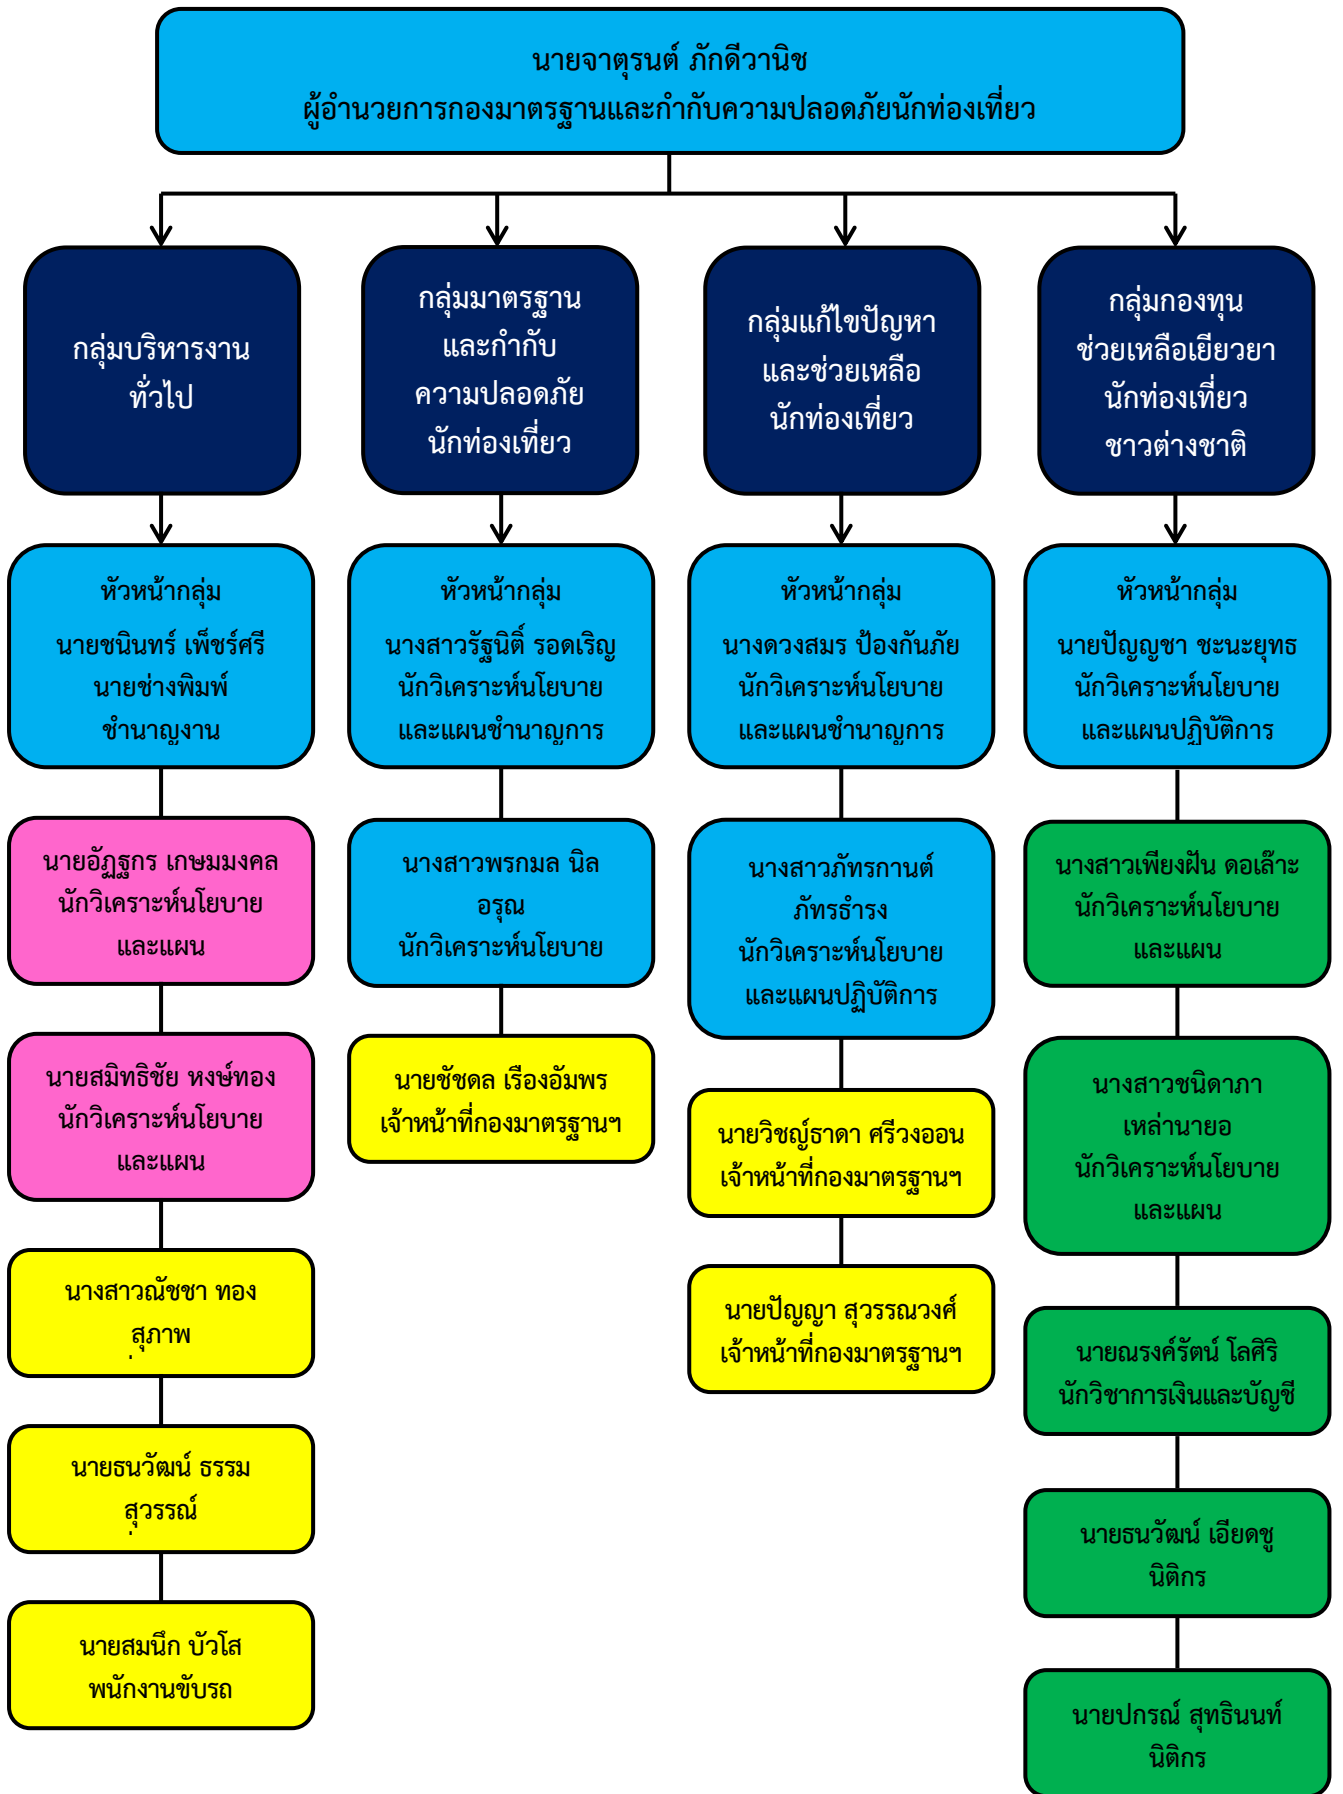 นายจาตุรนต์ ภักดีวานิช
ผู้อำนวยการกองมาตรฐานและกำกับความปลอดภัยนักท่องเที่ยว
กลุ่มบริหารงาน
ทั่วไป
กลุ่มมาตรฐาน
และกำกับ
ความปลอดภัย
นักท่องเที่ยว
กลุ่มแก้ไขปัญหา
และช่วยเหลือ
นักท่องเที่ยว
กลุ่มกองทุน
ช่วยเหลือเยียวยา
นักท่องเที่ยว
ชาวต่างชาติ
หัวหน้ากลุ่ม
นายชนินทร์ เพ็ชร์ศรี
นายช่างพิมพ์
ชำนาญงาน
หัวหน้ากลุ่ม
นางสาวรัฐนิติ์ รอดเริญ
นักวิเคราะห์นโยบาย
และแผนชำนาญการ
หัวหน้ากลุ่ม
นางดวงสมร ป้องกันภัย
นักวิเคราะห์นโยบาย
และแผนชำนาญการ
หัวหน้ากลุ่ม
นายปัญญชา ชะนะยุทธ
นักวิเคราะห์นโยบาย
และแผนปฏิบัติการ
นายอัฏฐกร เกษมมงคล
นักวิเคราะห์นโยบาย
และแผน
นางสาวพรกมล นิล
อรุณ
นักวิเคราะห์นโยบาย
นางสาวภัทรกานต์
ภัทรธำรง
นักวิเคราะห์นโยบาย
และแผนปฏิบัติการ
นางสาวเพียงฝัน ดอเล๊าะ
นักวิเคราะห์นโยบาย
และแผน
นายสมิทธิชัย หงษ์ทอง
นักวิเคราะห์นโยบาย
และแผน
นายชัชดล เรืองอัมพร
เจ้าหน้าที่กองมาตรฐานฯ
นายวิชญ์ธาดา ศรีวงออน
เจ้าหน้าที่กองมาตรฐานฯ
นางสาวชนิดาภา
เหล่านายอ
นักวิเคราะห์นโยบาย
และแผน
นางสาวณัชชา ทอง
สุภาพ
นายปัญญา สุวรรณวงศ์
เจ้าหน้าที่กองมาตรฐานฯ
นายณรงค์รัตน์ โลศิริ
นักวิชาการเงินและบัญชี
นายธนวัฒน์ ธรรม
สุวรรณ์
นายธนวัฒน์ เอียดชู
นิติกร
นายสมนึก บัวโส
พนักงานขับรถ
นายปกรณ์ สุทธินนท์
นิติกร